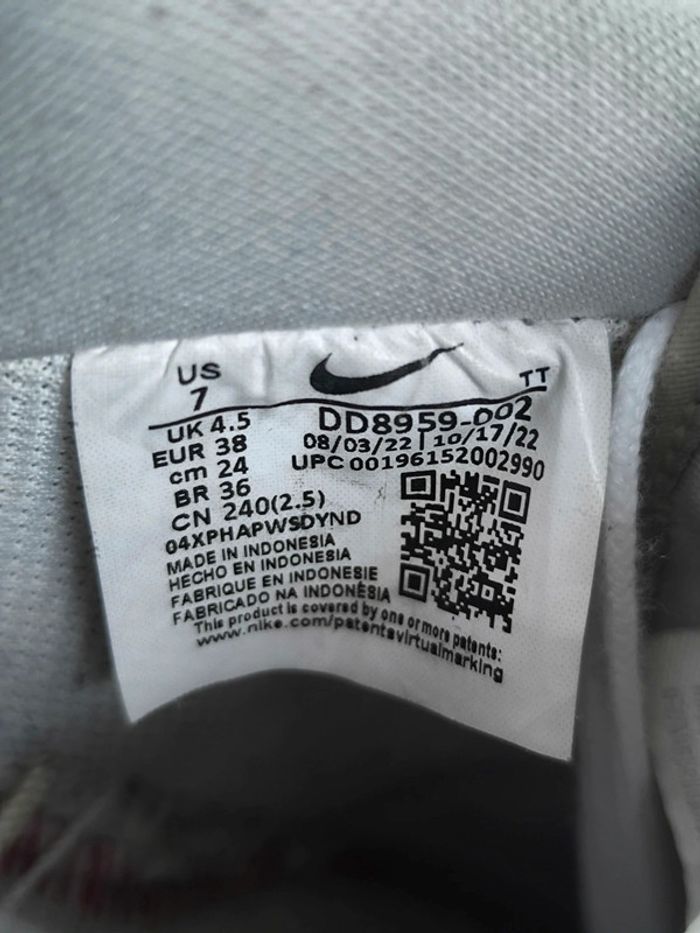 US
7
TT
UK 4.5
EUR 38
cm 24
BR 36
CN 240(2.5)
DD8959-002
08/03/22 | 10/17/22
UPC 00196152002990
04XPHAPWSDYND
MADE IN INDONESIA
HECHO EN INDONESIA
FABRIQUE EN INDONESIE
FABRICADO NA INDONÉSIA
This product is covered by one or more patents:
www.nike.com/patentsvirtualmarking